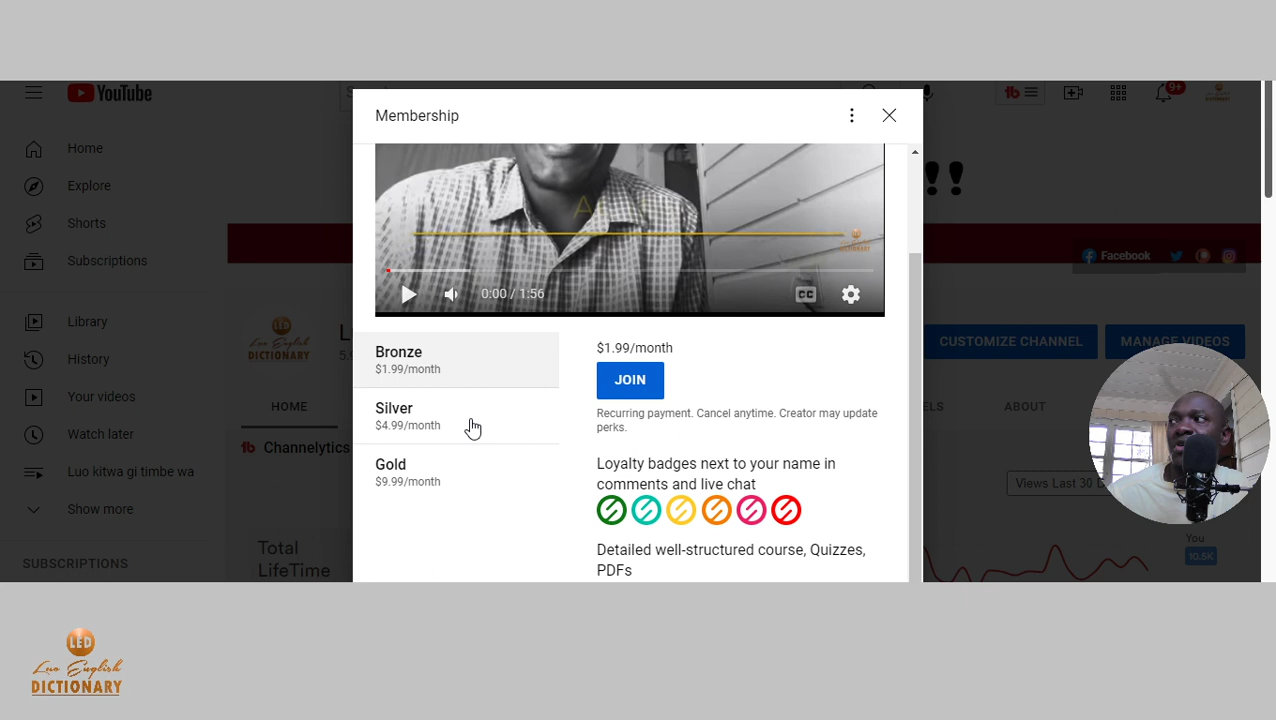 YouTube
9+
Membership
Home
Explore
Shorts
Subscriptions
Library
History
Your videos
Watch later
Luo kitwa gi timbe wa
Show more
SUBSCRIPTIONS
!!
Facebook
CUSTOMIZE CHANNEL
MANAGE VIDEOS
HOME
ABOUT
Channelytics
Total
LifeTime
Views Last 30 D
You
10.5K
0:00 / 1:56
CC
Bronze
$1.99/month
Silver
$4.99/month
Gold
$9.99/month
$1.99/month
JOIN
Recurring payment. Cancel anytime. Creator may update
perks.
Loyalty badges next to your name in
comments and live chat
Detailed well-structured course, Quizzes,
PDFs
LED
Luo English
DICTIONARY